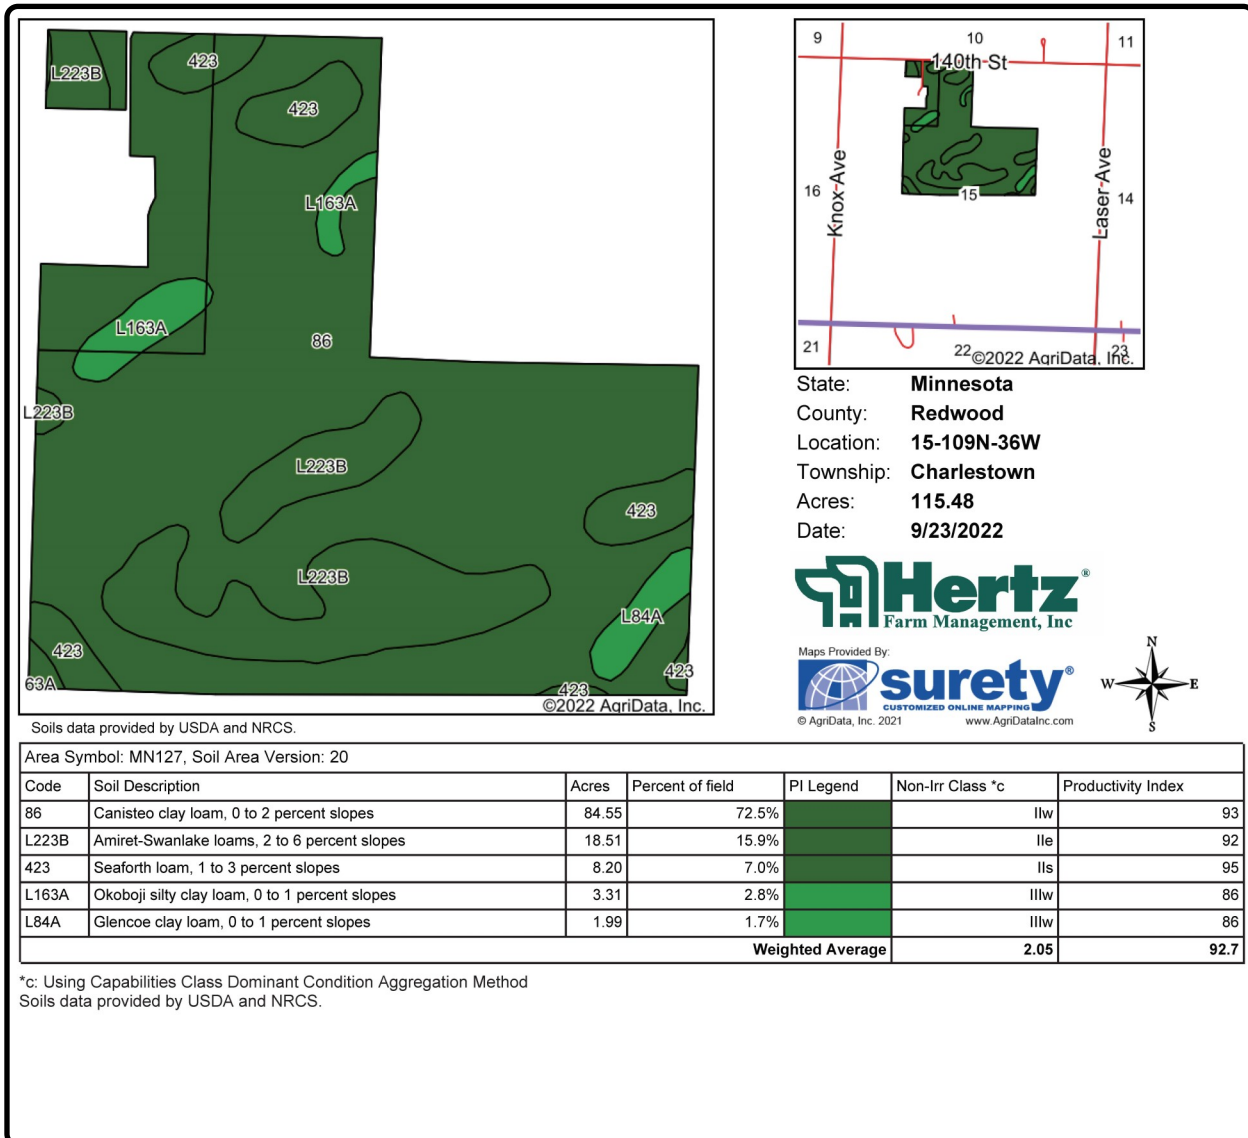 L223B
423
423
L163A
L163A
86
L223B
L223B
423
L223B
L84A
423
63A
423
423
©2022 AgriData, Inc.
Soils data provided by USDA and NRCS.
9
10
11
140th St
16
Knox Ave
15
Laser Ave
14
21
22
©2022 AgriData, Inc.
23
State: Minnesota
County: Redwood
Location: 15-109N-36W
Township: Charlestown
Acres: 115.48
Date: 9/23/2022
Hertz®
Farm Management, Inc
Maps Provided By:
surety®
CUSTOMIZED ONLINE MAPPING
© AgriData, Inc. 2021 www.AgriDataInc.com
N
W E
S
Area Symbol: MN127, Soil Area Version: 20
Code Soil Description Acres Percent of field PI Legend Non-Irr Class *c Productivity Index
86 Canisteo clay loam, 0 to 2 percent slopes 84.55 72.5% IIw 93
L223B Amiret-Swanlake loams, 2 to 6 percent slopes 18.51 15.9% IIe 92
423 Seaforth loam, 1 to 3 percent slopes 8.20 7.0% IIs 95
L163A Okoboji silty clay loam, 0 to 1 percent slopes 3.31 2.8% IIIw 86
L84A Glencoe clay loam, 0 to 1 percent slopes 1.99 1.7% IIIw 86
Weighted Average 2.05 92.7
*c: Using Capabilities Class Dominant Condition Aggregation Method
Soils data provided by USDA and NRCS.